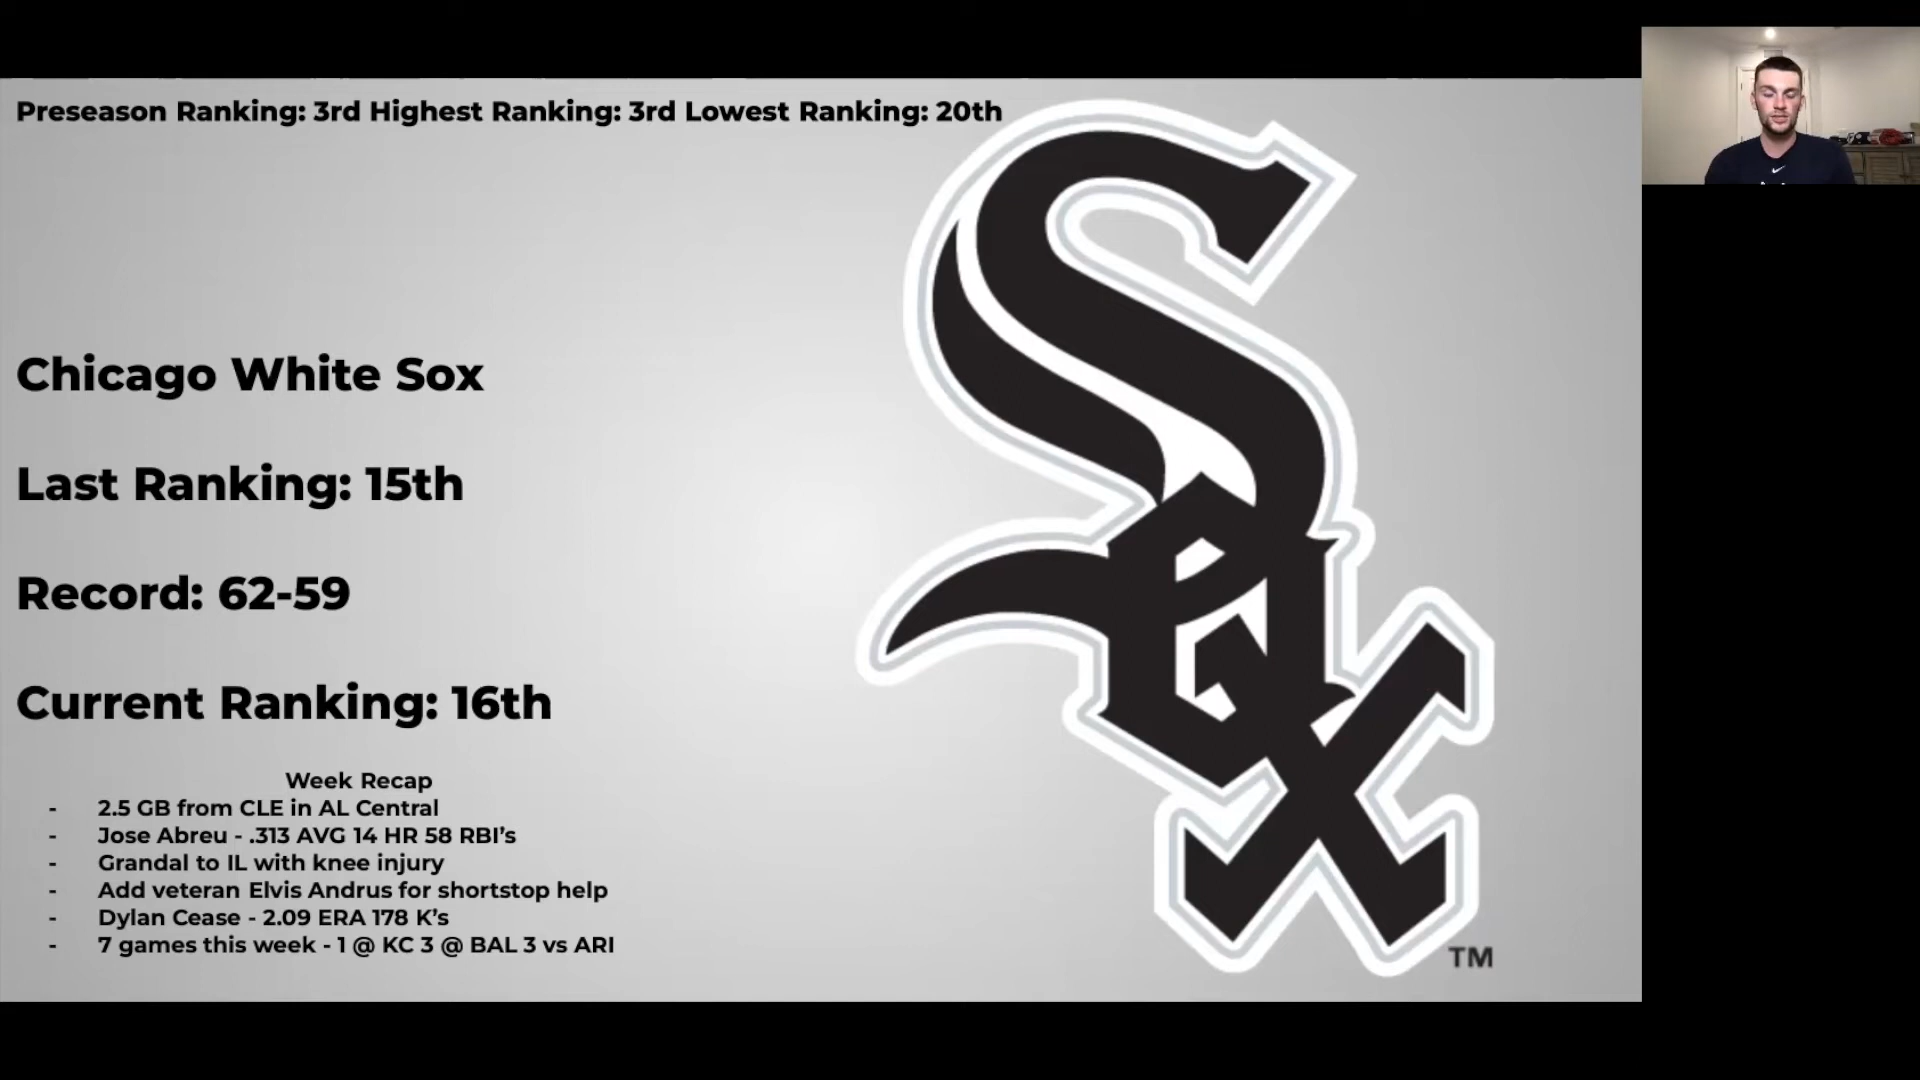 Preseason Ranking: 3rd Highest Ranking: 3rd Lowest Ranking: 20th
Chicago White Sox
Last Ranking: 15th
Record: 62-59
Current Ranking: 16th
Week Recap
- 2.5 GB from CLE in AL Central
- Jose Abreu - .313 AVG 14 HR 58 RBI’s
- Grandal to IL with knee injury
- Add veteran Elvis Andrus for shortstop help
- Dylan Cease - 2.09 ERA 178 K’s
- 7 games this week - 1 @ KC 3 @ BAL 3 vs ARI
Sox
TM